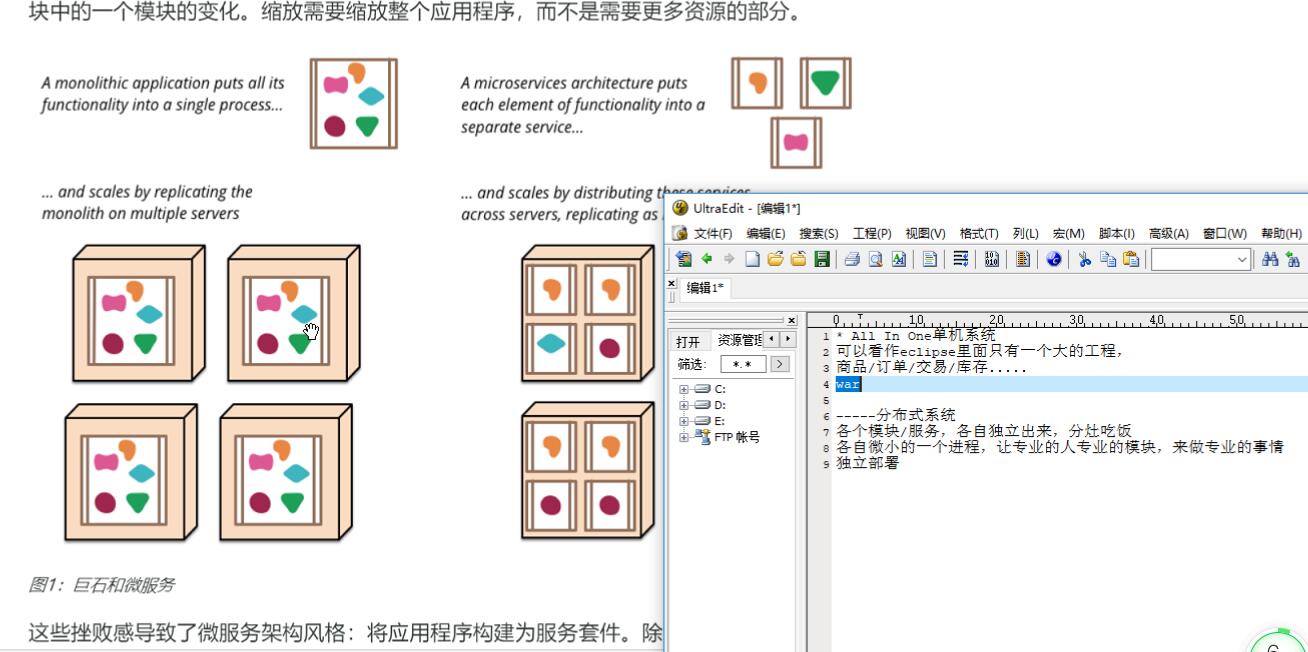 块中的一个模块的变化。缩放需要缩放整个应用程序，而不是需要更多资源的部分。
A monolithic application puts all its
functionality into a single process...
A microservices architecture puts
each element of functionality into a
separate service...
... and scales by replicating the
monolith on multiple servers
... and scales by distributing these services
across servers, replicating as
图1：巨石和微服务
这些挫败感导致了微服务架构风格：将应用程序构建为服务套件。除
UltraEdit - [编辑1*]
文件(F) 编辑(E) 搜索(S) 工程(P) 视图(V) 格式(T) 列(L) 宏(M) 脚本(I) 高级(A) 窗口(W) 帮助(H)
编辑1*
打开 资源管理
筛选: *.*
C:
D:
E:
FTP 帐号
0 10 20 30 40 50
1 * All In One单机系统
2 可以看作eclipse里面只有一个大的工程，
3 商品/订单/交易/库存.....
4 war
5
6 -----分布式系统
7 各个模块/服务，各自独立出来，分灶吃饭
8 各自微小的一个进程，让专业的人专业的模块，来做专业的事情
9 独立部署